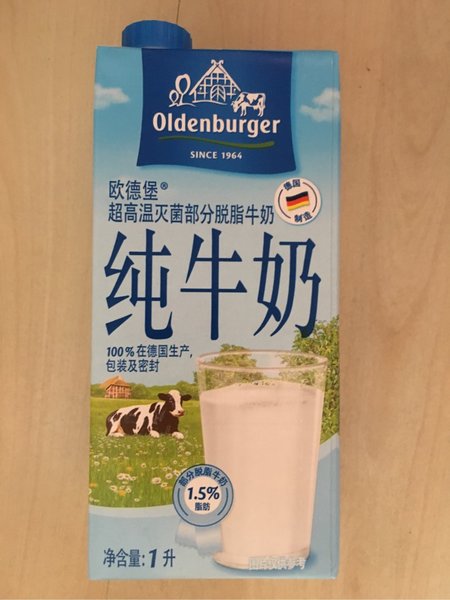 Oldenburger
SINCE 1964
欧德堡®
超高温灭菌部分脱脂牛奶
德国
制造
纯牛奶
100%在德国生产,
包装及密封
部分脱脂牛奶
1.5%
脂肪
净含量:1升
图片仅供参考